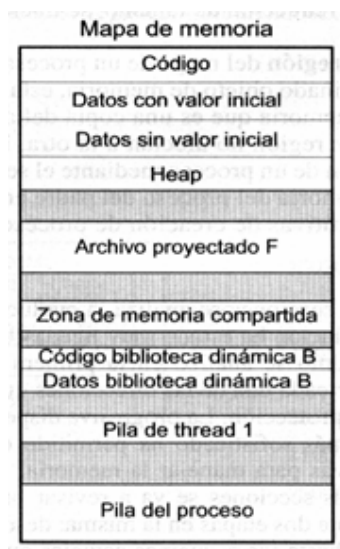 Mapa de memoria
Código
Datos con valor inicial
Datos sin valor inicial
Heap
Archivo proyectado F
Zona de memoria compartida
Código biblioteca dinámica B
Datos biblioteca dinámica B
Pila de thread 1
Pila del proceso